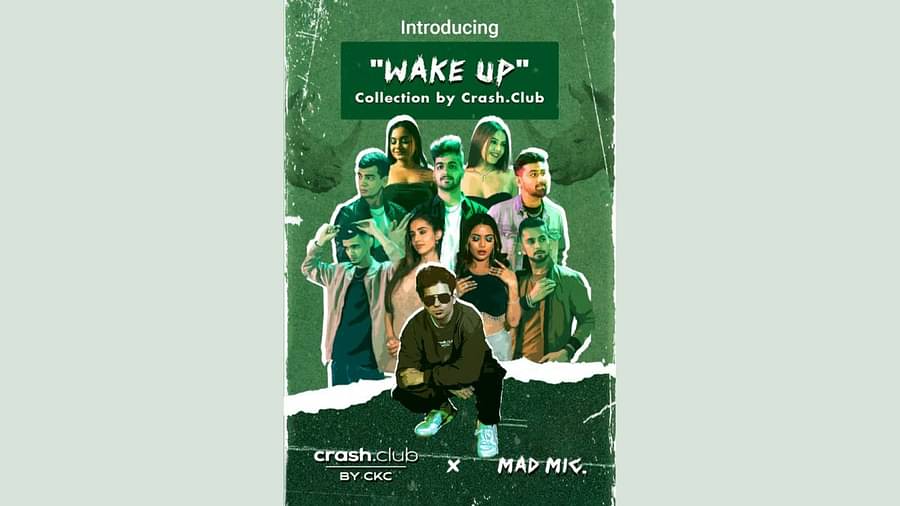 Introducing
"WAKE UP"
Collection by Crash.Club
crash.club
BY CKC
x
MAD MIC.